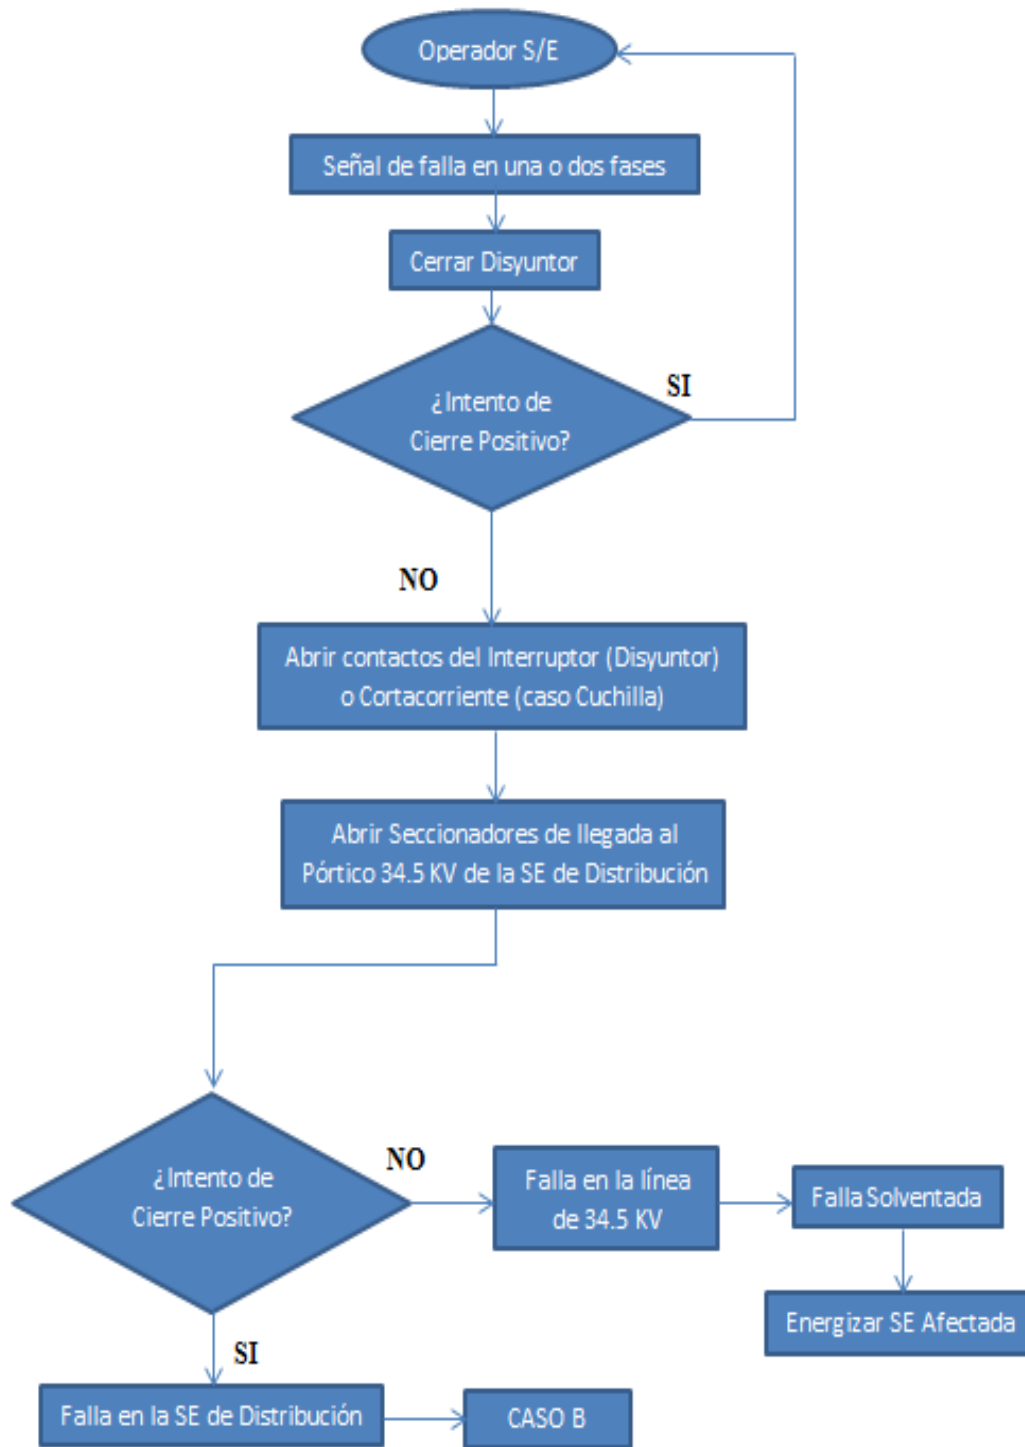 Operador S/E
Señal de falla en una o dos fases
Cerrar Disyuntor
¿Intento de
Cierre Positivo?
SI
NO
Abrir contactos del Interruptor (Disyuntor)
o Cortacorriente (caso Cuchilla)
Abrir Seccionadores de llegada al
Pórtico 34.5 KV de la SE de Distribución
¿Intento de
Cierre Positivo?
NO
Falla en la línea
de 34.5 KV
Falla Solventada
Energizar SE Afectada
SI
Falla en la SE de Distribución
CASO B